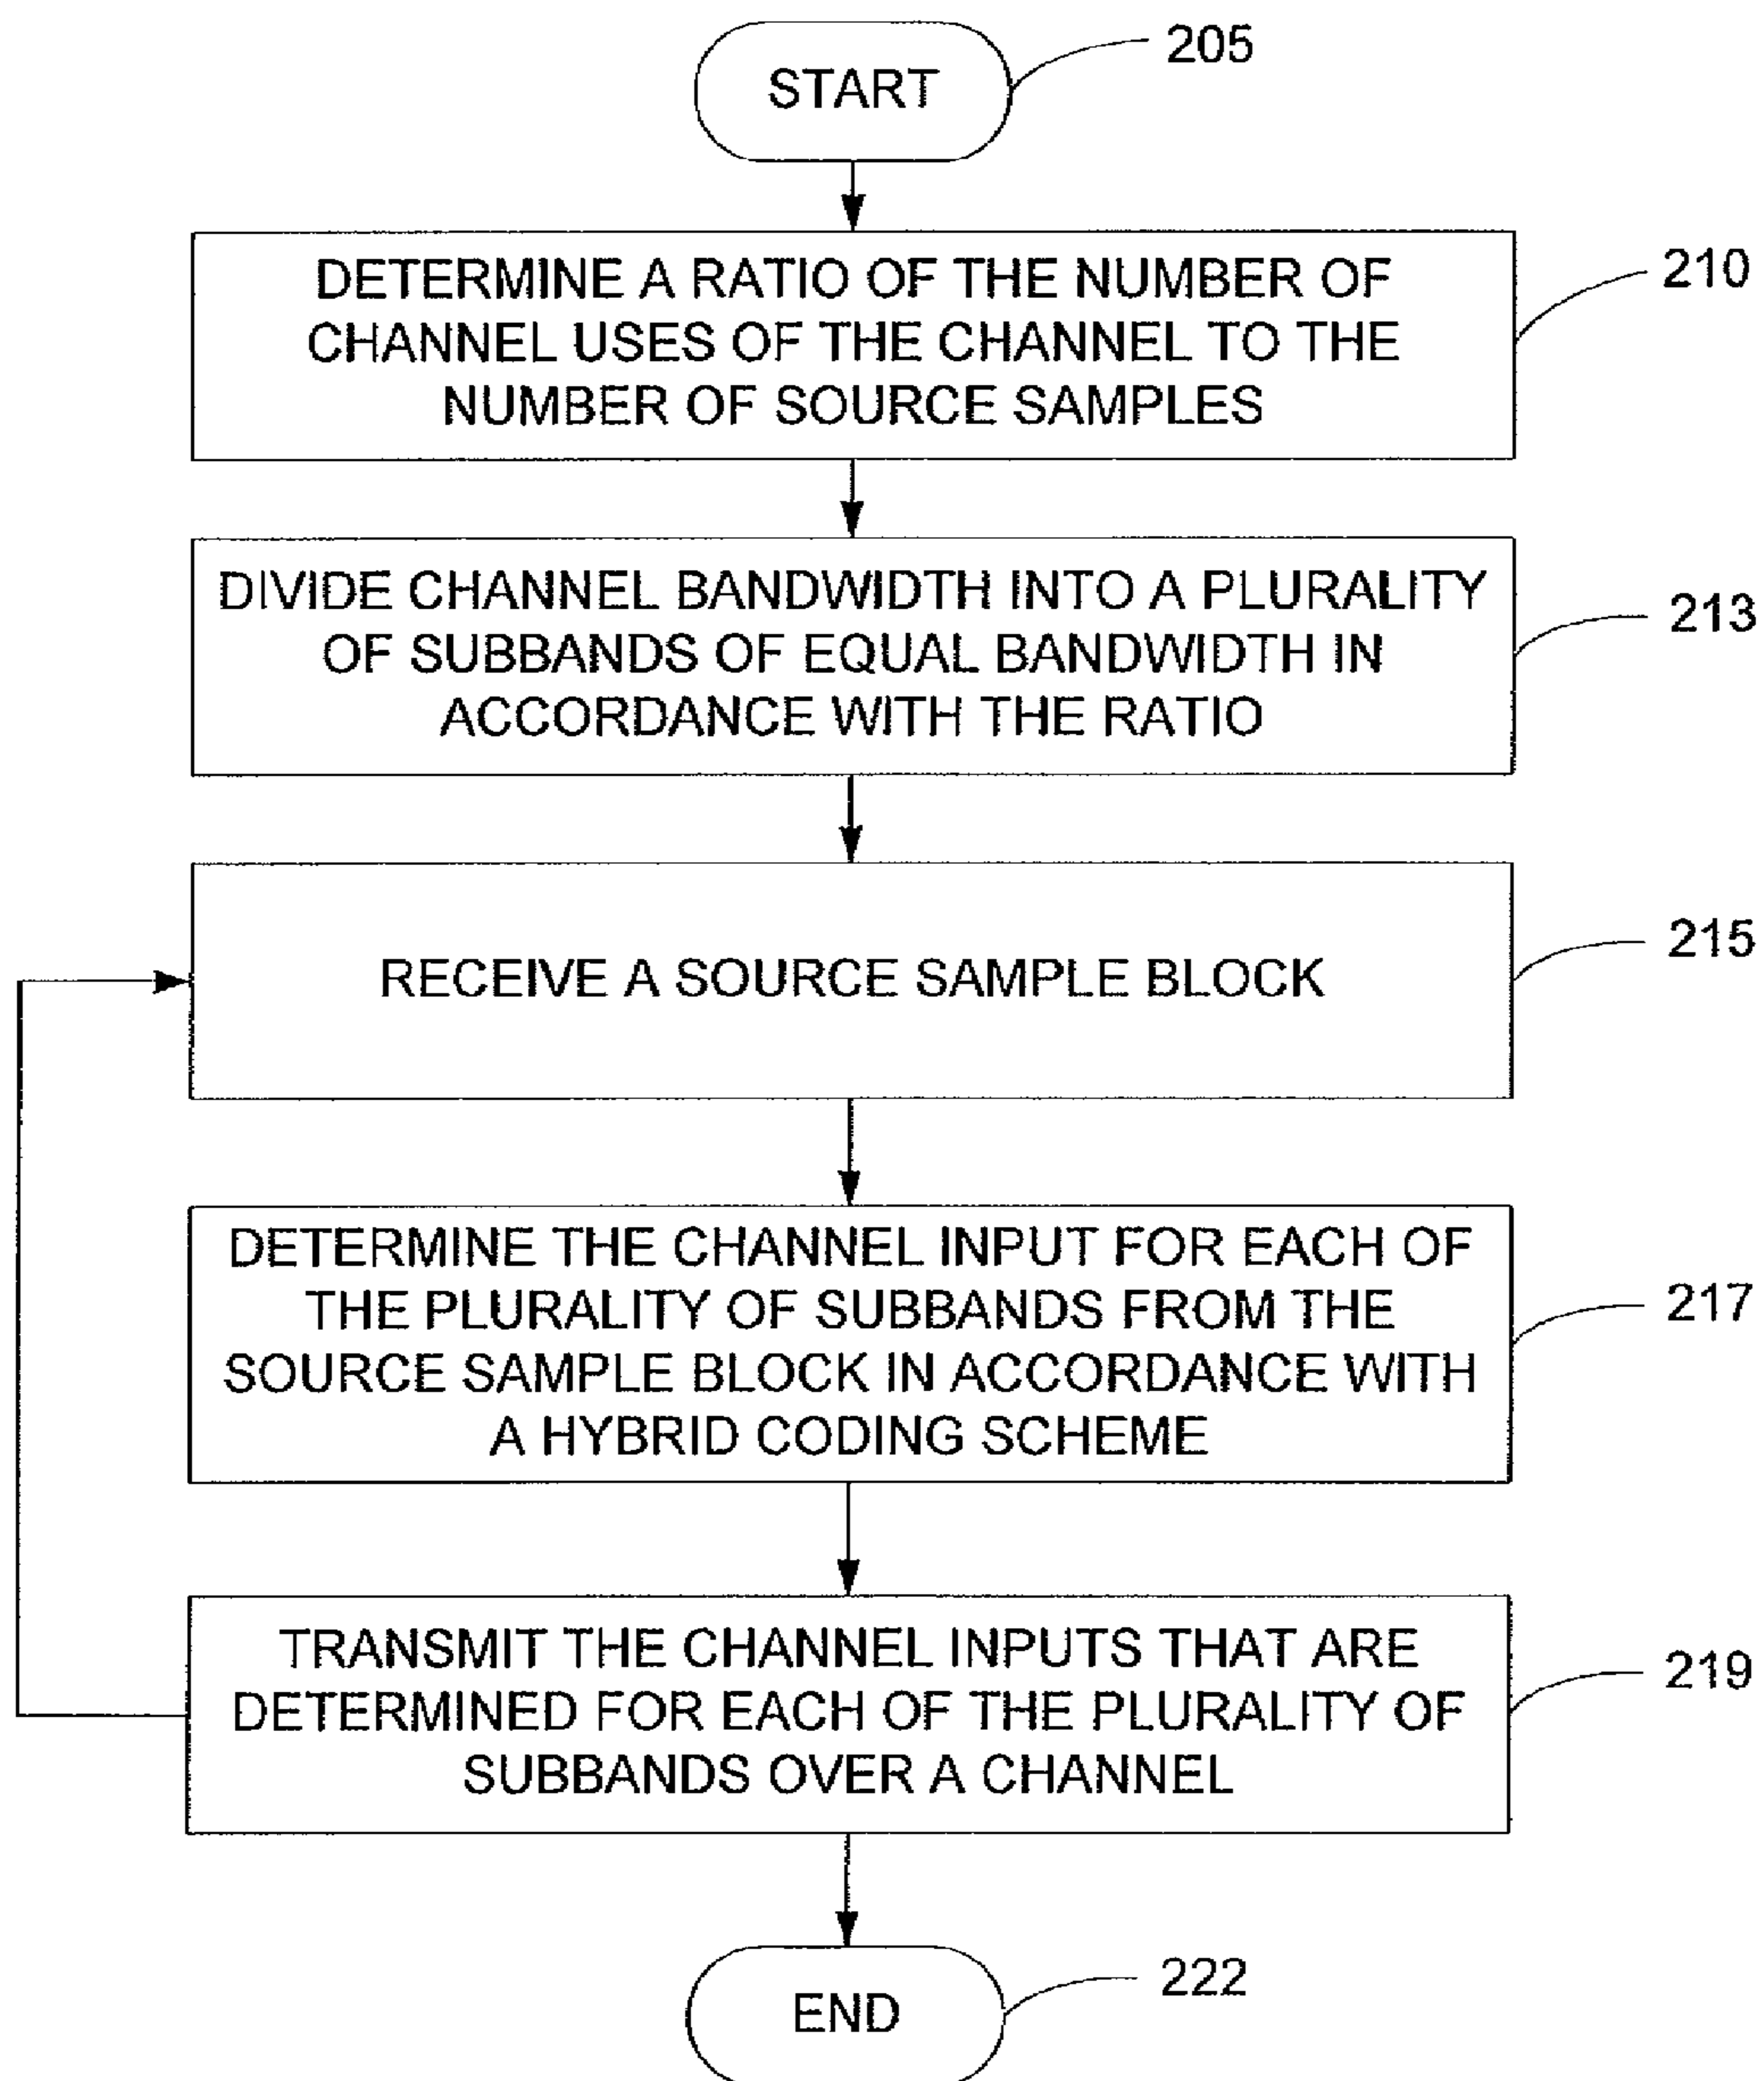 START
205
DETERMINE A RATIO OF THE NUMBER OF
CHANNEL USES OF THE CHANNEL TO THE
NUMBER OF SOURCE SAMPLES
210
DIVIDE CHANNEL BANDWIDTH INTO A PLURALITY
OF SUBBANDS OF EQUAL BANDWIDTH IN
ACCORDANCE WITH THE RATIO
213
RECEIVE A SOURCE SAMPLE BLOCK
215
DETERMINE THE CHANNEL INPUT FOR EACH OF
THE PLURALITY OF SUBBANDS FROM THE
SOURCE SAMPLE BLOCK IN ACCORDANCE WITH
A HYBRID CODING SCHEME
217
TRANSMIT THE CHANNEL INPUTS THAT ARE
DETERMINED FOR EACH OF THE PLURALITY OF
SUBBANDS OVER A CHANNEL
219
END
222